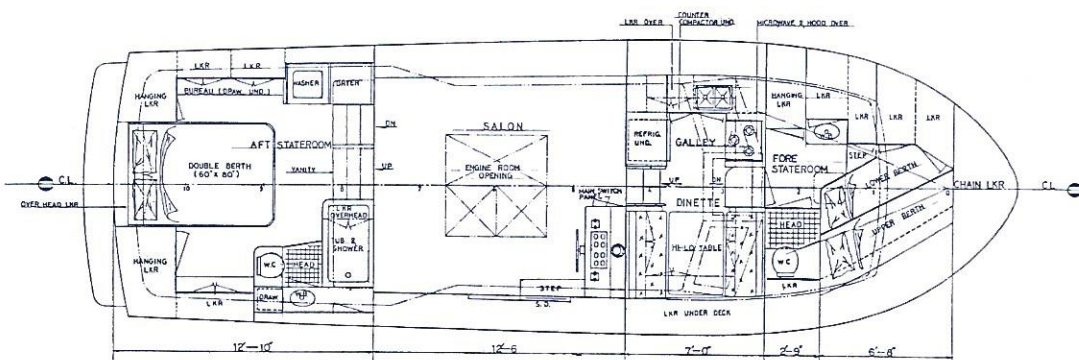 LKR OVER
COUNTER
COMPACTOR UND.
MICROWAVE & HOOD OVER
LKR
LKR
BUREAU (DRAW. UND.)
HANGING
LKR
WASHER
DRYER
DN
UP
AFT STATEROOM
DOUBLE BERTH
(60"X 80")
VANITY
C.L.
OVER HEAD LKR
HANGING
LKR
LKR
OVERHEAD
TUB &
SHOWER
W.C
HEAD
DRAW.
LKR
SALON
ENGINE ROOM
OPENING
MAIN SWITCH
PANEL
STEP
S.D.
REFRIG.
UND.
GALLEY
UP
DN
DINETTE
HI-LO TABLE
LKR UNDER DECK
HANGING
LKR
LKR
LKR
LKR
LKR
FORE
STATEROOM
STEP
LOWER BERTH
UPPER BERTH
CHAIN LKR
C.L.
HEAD
W.C
LKR
12'-10"
12'-6
7'-0"
2'-9"
6'-8"